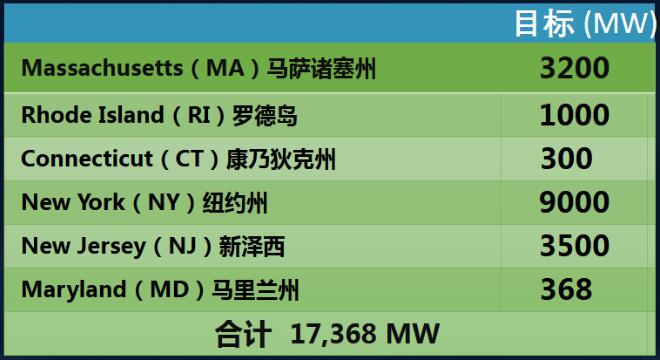 目标 (MW)
Massachusetts（MA）马萨诸塞州 3200
Rhode Island（RI）罗德岛 1000
Connecticut（CT）康乃狄克州 300
New York（NY）纽约州 9000
New Jersey（NJ）新泽西 3500
Maryland（MD）马里兰州 368
合计 17,368 MW